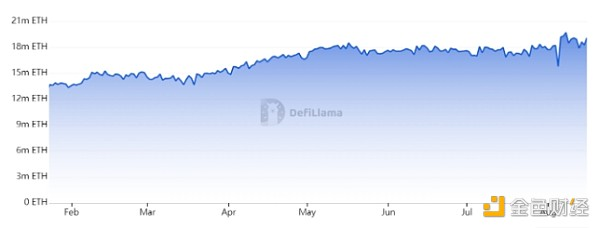 21m ETH
18m ETH
15m ETH
12m ETH
9m ETH
6m ETH
3m ETH
0 ETH
DefiLlama
Feb Mar Apr May Jun Jul Aug
金色财经